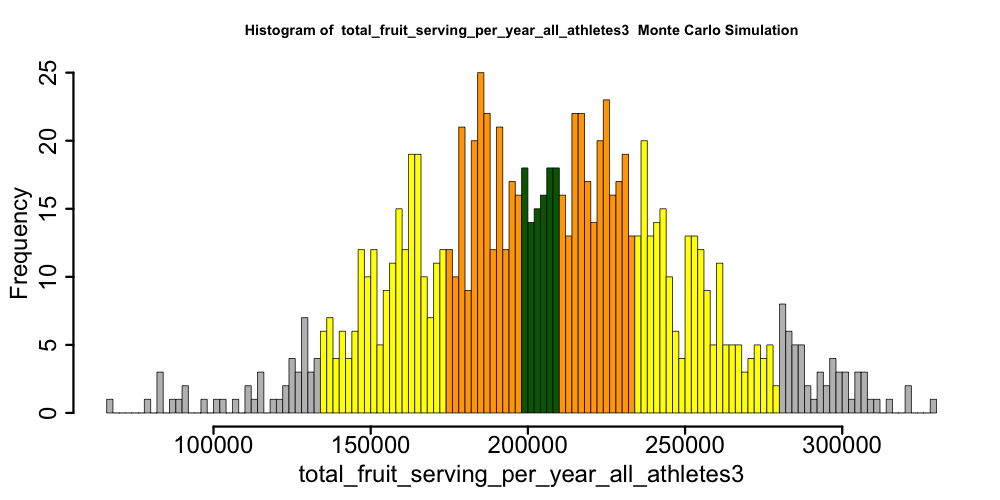 Histogram of  total_fruit_serving_per_year_all_athletes3  Monte Carlo Simulation
Frequency
25
20
15
10
5
0
100000 150000 200000 250000 300000
total_fruit_serving_per_year_all_athletes3